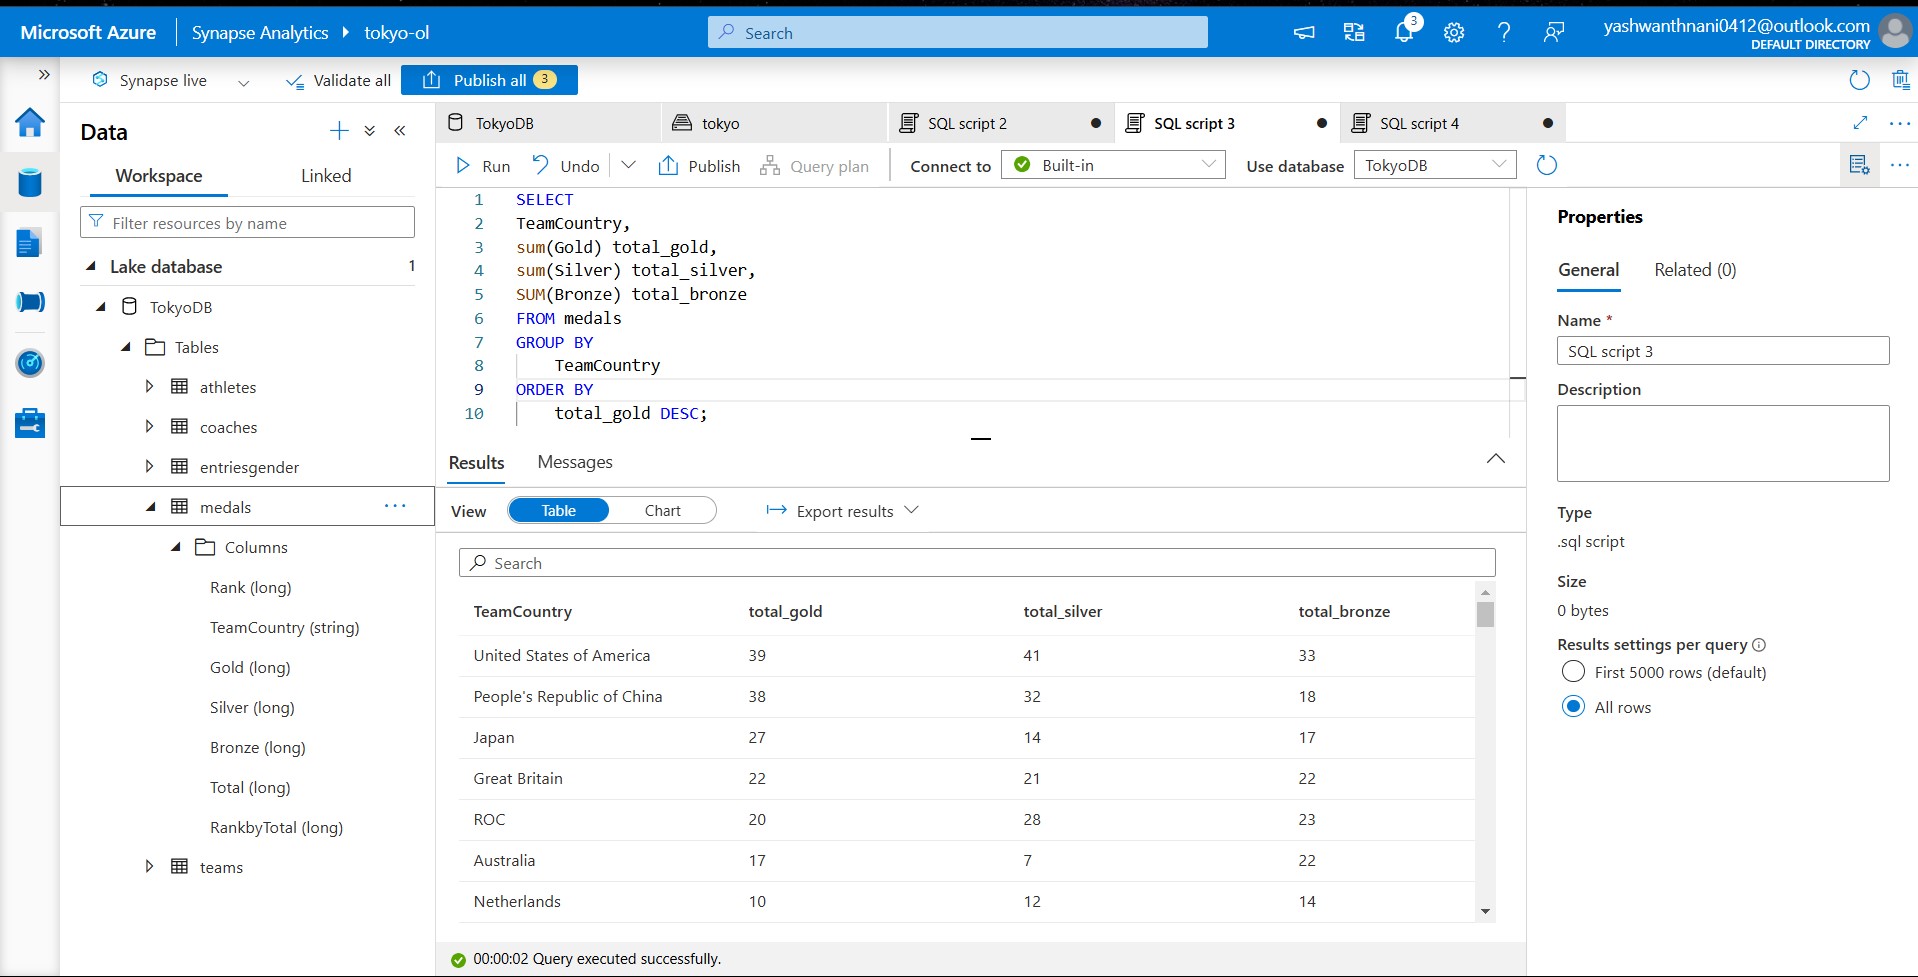 Microsoft Azure
Synapse Analytics
tokyo-ol
Search
3
yashwanthnani0412@outlook.com
DEFAULT DIRECTORY
Synapse live
Validate all
Publish all 3
Data
Workspace
Linked
Filter resources by name
Lake database 1
TokyoDB
Tables
athletes
coaches
entriesgender
medals
Columns
Rank (long)
TeamCountry (string)
Gold (long)
Silver (long)
Bronze (long)
Total (long)
RankbyTotal (long)
teams
TokyoDB
tokyo
SQL script 2
SQL script 3
SQL script 4
Run
Undo
Publish
Query plan
Connect to
Built-in
Use database
TokyoDB
1 SELECT
2 TeamCountry,
3 sum(Gold) total_gold,
4 sum(Silver) total_silver,
5 SUM(Bronze) total_bronze
6 FROM medals
7 GROUP BY
8 TeamCountry
9 ORDER BY
10 total_gold DESC;
Results
Messages
View
Table
Chart
Export results
Search
TeamCountry total_gold total_silver total_bronze
United States of America 39 41 33
People's Republic of China 38 32 18
Japan 27 14 17
Great Britain 22 21 22
ROC 20 28 23
Australia 17 7 22
Netherlands 10 12 14
00:00:02 Query executed successfully.
Properties
General
Related (0)
Name *
SQL script 3
Description
Type
.sql script
Size
0 bytes
Results settings per query
First 5000 rows (default)
All rows